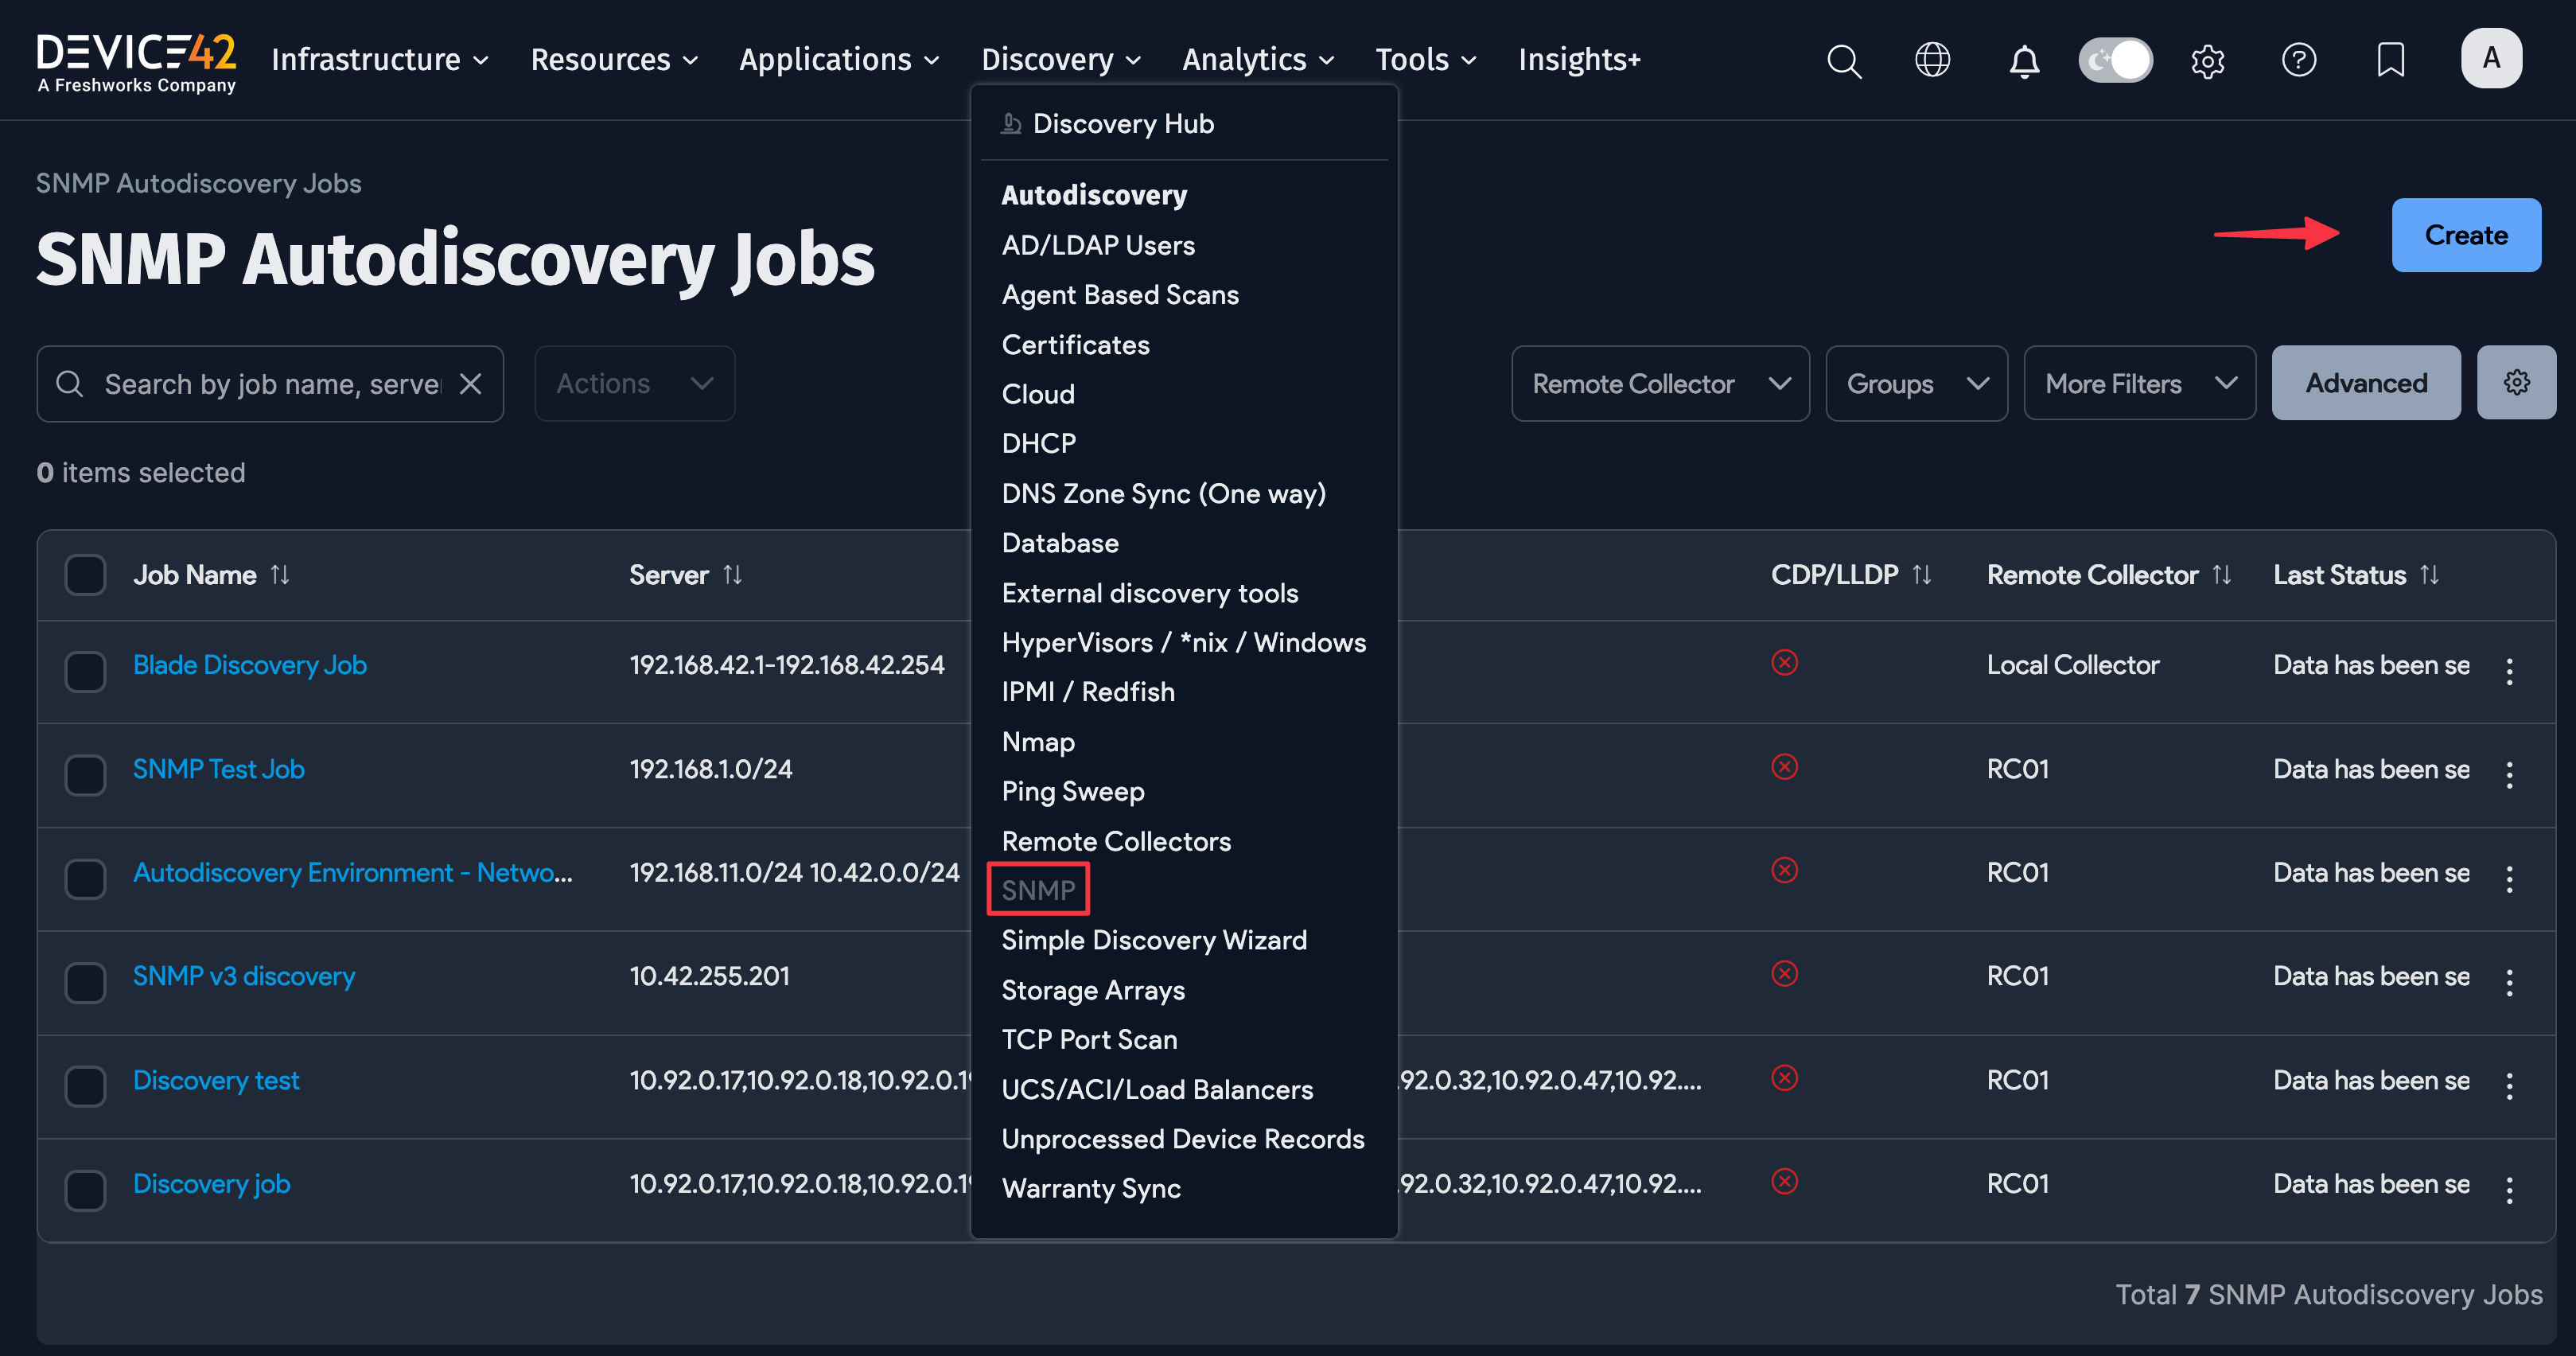 DEVICE42
A Freshworks Company
Infrastructure Resources Applications Discovery Analytics Tools Insights+
A
Discovery Hub
Autodiscovery
AD/LDAP Users
Agent Based Scans
Certificates
Cloud
DHCP
DNS Zone Sync (One way)
Database
External discovery tools
HyperVisors / *nix / Windows
IPMI / Redfish
Nmap
Ping Sweep
Remote Collectors
SNMP
Simple Discovery Wizard
Storage Arrays
TCP Port Scan
UCS/ACI/Load Balancers
Unprocessed Device Records
Warranty Sync
SNMP Autodiscovery Jobs
SNMP Autodiscovery Jobs
Create
Search by job name, serve
Actions
Remote Collector Groups More Filters Advanced
0 items selected
Job Name Server CDP/LLDP Remote Collector Last Status
Blade Discovery Job 192.168.42.1-192.168.42.254 Local Collector Data has been se
SNMP Test Job 192.168.1.0/24 RC01 Data has been se
Autodiscovery Environment - Netwo... 192.168.11.0/24 10.42.0.0/24 RC01 Data has been se
SNMP v3 discovery 10.42.255.201 RC01 Data has been se
Discovery test 10.92.0.17,10.92.0.18,10.92.0.1 .92.0.32,10.92.0.47,10.92.... RC01 Data has been se
Discovery job 10.92.0.17,10.92.0.18,10.92.0.1 .92.0.32,10.92.0.47,10.92.... RC01 Data has been se
Total 7 SNMP Autodiscovery Jobs